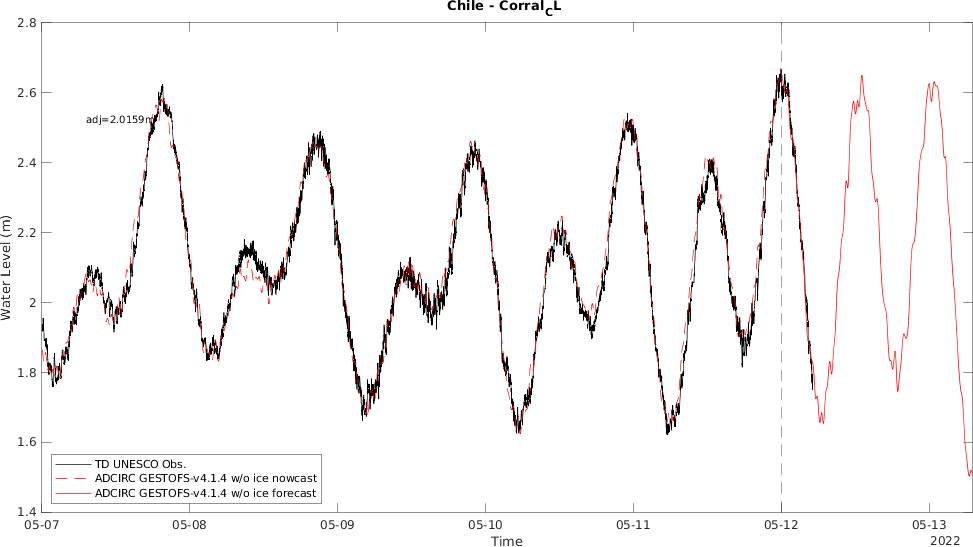 Chile - Corral_CL
2.8
2.6
adj=2.0159m
2.4
2.2
Water Level (m)
2
1.8
1.6
TD UNESCO Obs.
ADCIRC GESTOFS-v4.1.4 w/o ice nowcast
ADCIRC GESTOFS-v4.1.4 w/o ice forecast
1.4
05-07 05-08 05-09 05-10 05-11 05-12 05-13
Time 2022